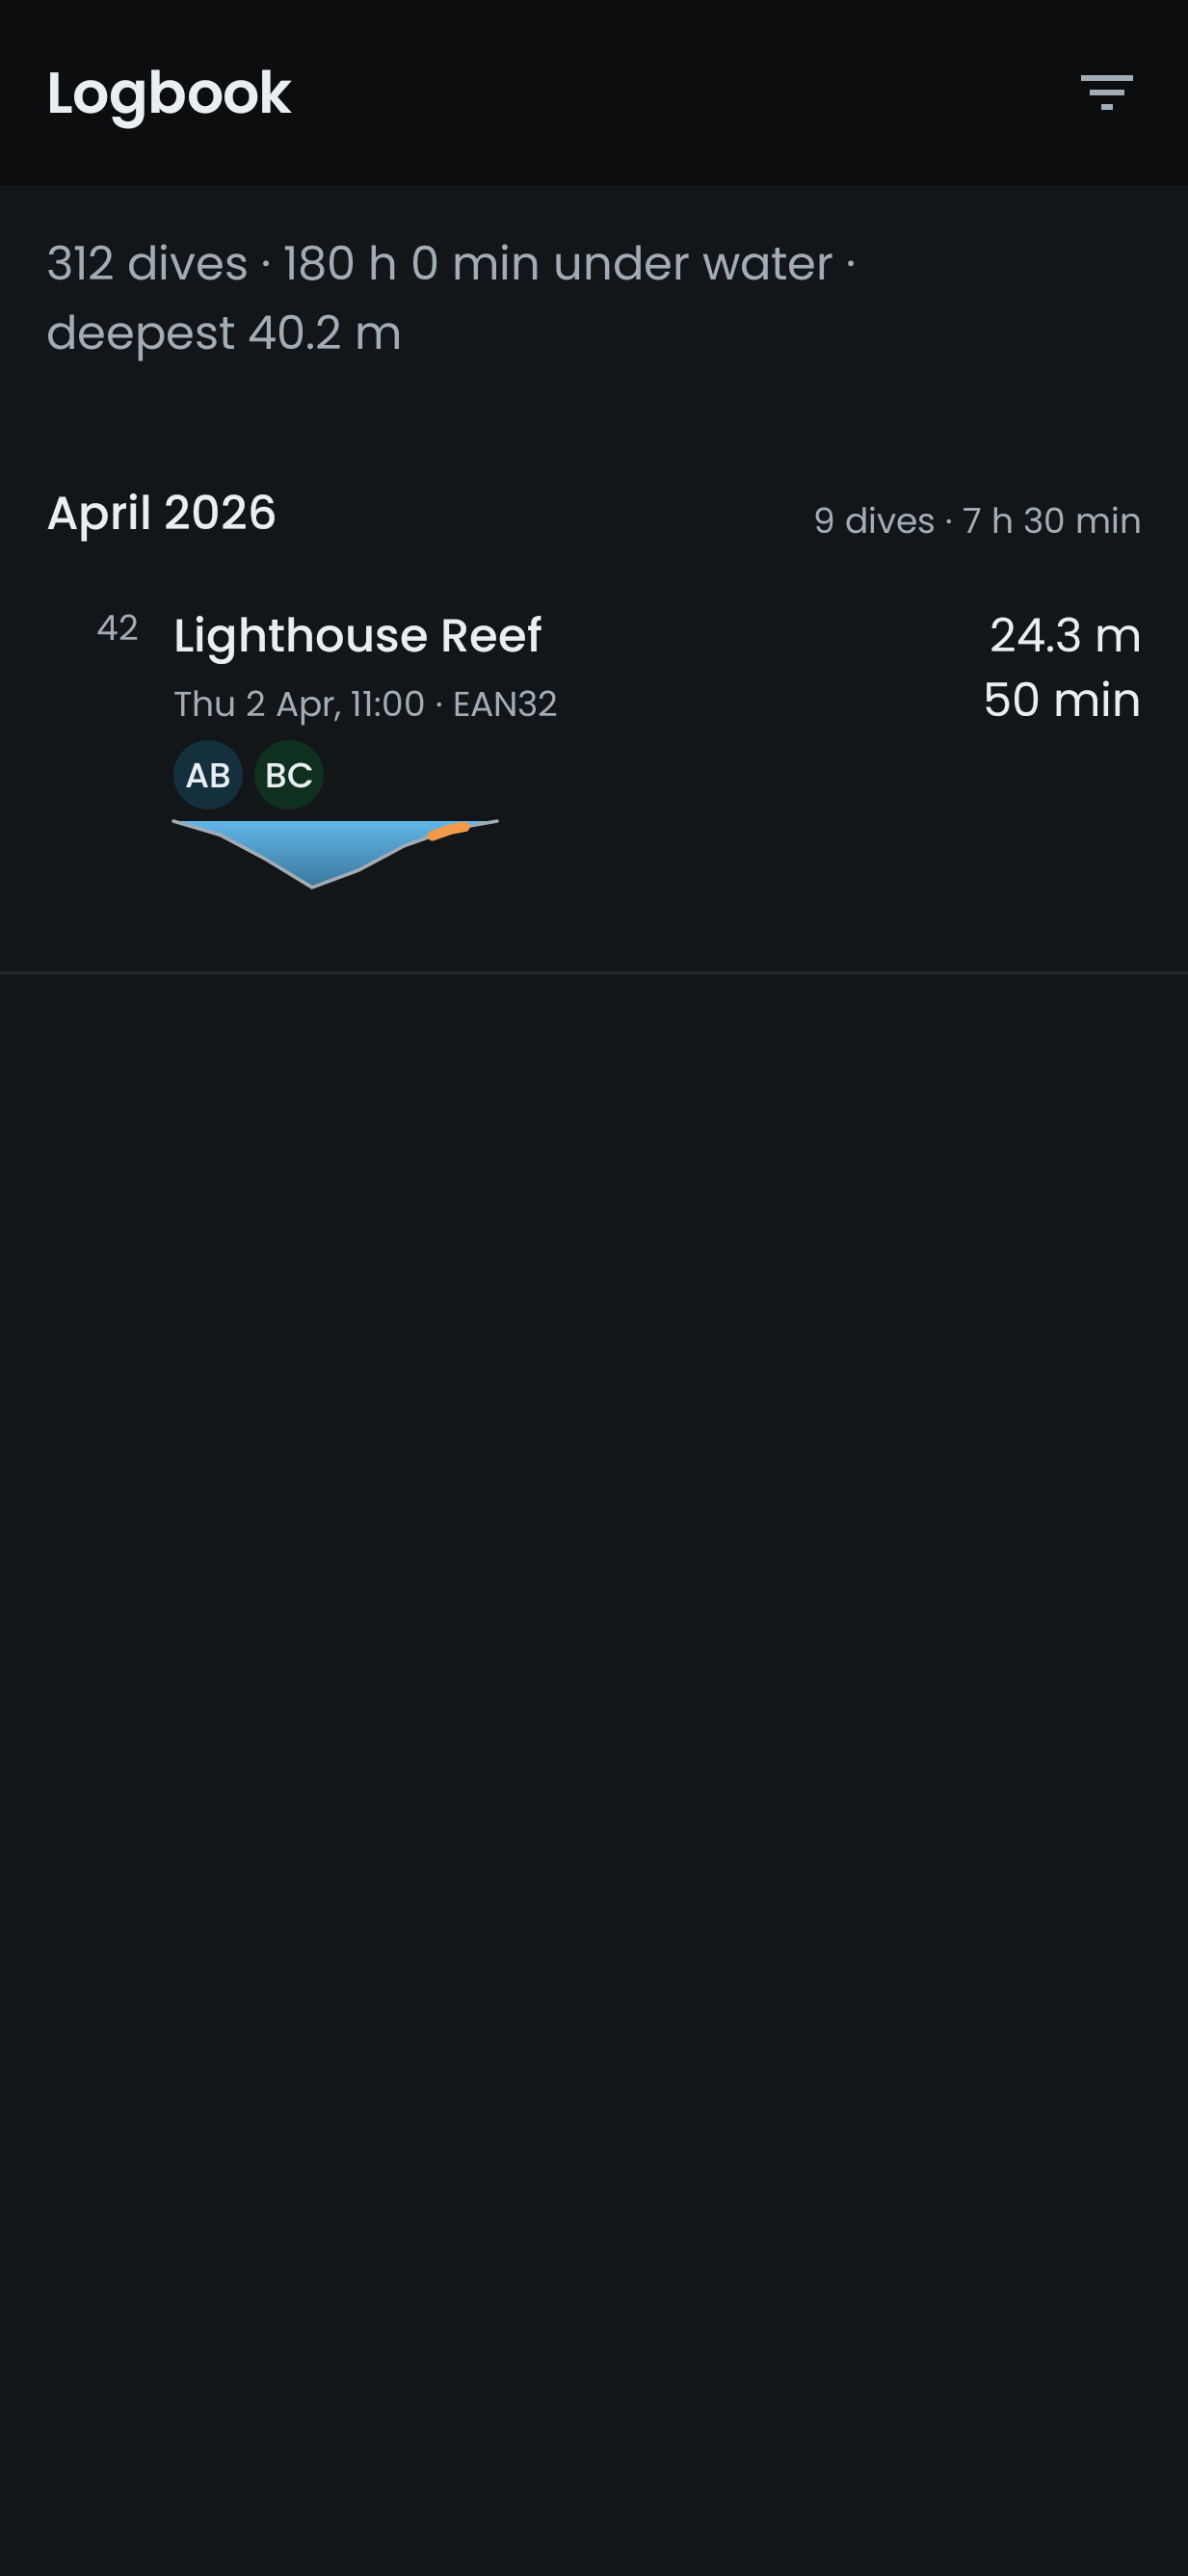 Logbook
312 dives · 180 h 0 min under water ·
deepest 40.2 m
April 2026
9 dives · 7 h 30 min
42
Lighthouse Reef
24.3 m
Thu 2 Apr, 11:00 · EAN32
50 min
AB BC